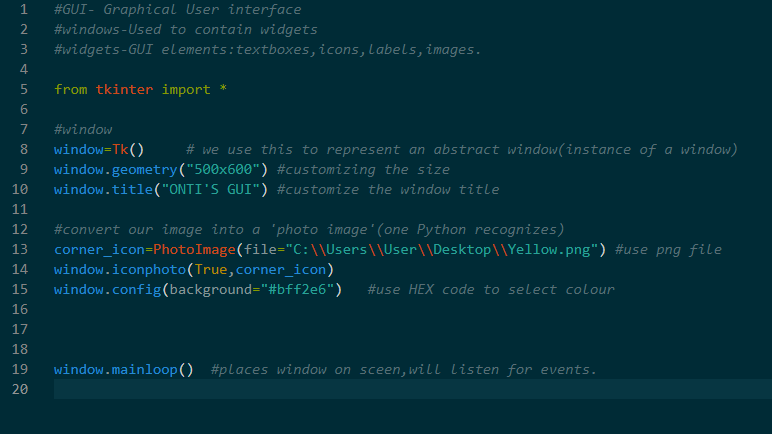 1 #GUI- Graphical User interface
2 #windows-Used to contain widgets
3 #widgets-GUI elements:textboxes,icons,labels,images.
4
5 from tkinter import *
6
7 #window
8 window=Tk()     # we use this to represent an abstract window(instance of a window)
9 window.geometry("500x600") #customizing the size
10 window.title("ONTI'S GUI") #customize the window title
11
12 #convert our image into a 'photo image'(one Python recognizes)
13 corner_icon=PhotoImage(file="C:\\Users\\User\\Desktop\\Yellow.png") #use png file
14 window.iconphoto(True,corner_icon)
15 window.config(background="#bff2e6")   #use HEX code to select colour
16
17
18
19 window.mainloop()  #places window on sceen,will listen for events.
20